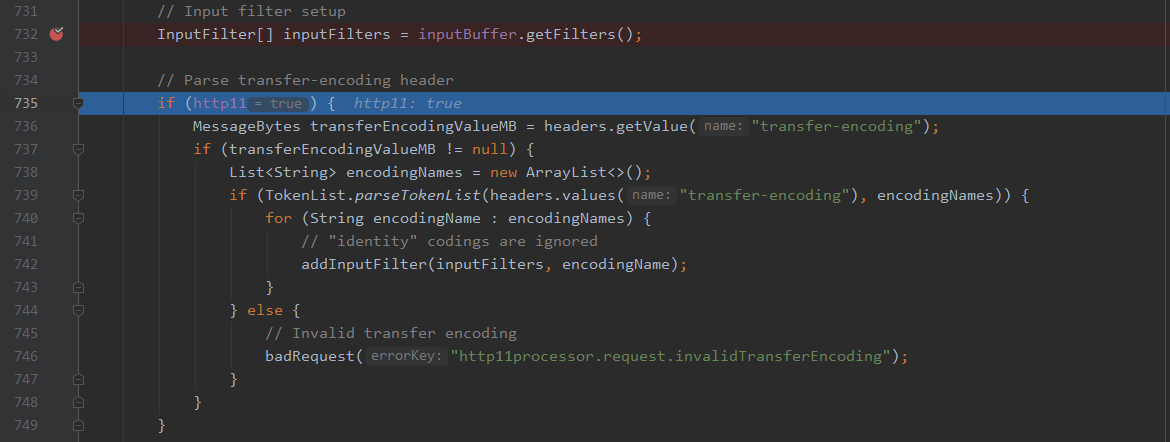 731 // Input filter setup
732 InputFilter[] inputFilters = inputBuffer.getFilters();
733
734 // Parse transfer-encoding header
735 if (http11 = true ) { http11: true
736 MessageBytes transferEncodingValueMB = headers.getValue( name: "transfer-encoding");
737 if (transferEncodingValueMB != null) {
738 List<String> encodingNames = new ArrayList<>();
739 if (TokenList.parseTokenList(headers.values( name: "transfer-encoding"), encodingNames)) {
740 for (String encodingName : encodingNames) {
741 // "identity" codings are ignored
742 addInputFilter(inputFilters, encodingName);
743 }
744 } else {
745 // Invalid transfer encoding
746 badRequest( errorKey: "http11processor.request.invalidTransferEncoding");
747 }
748 }
749 }